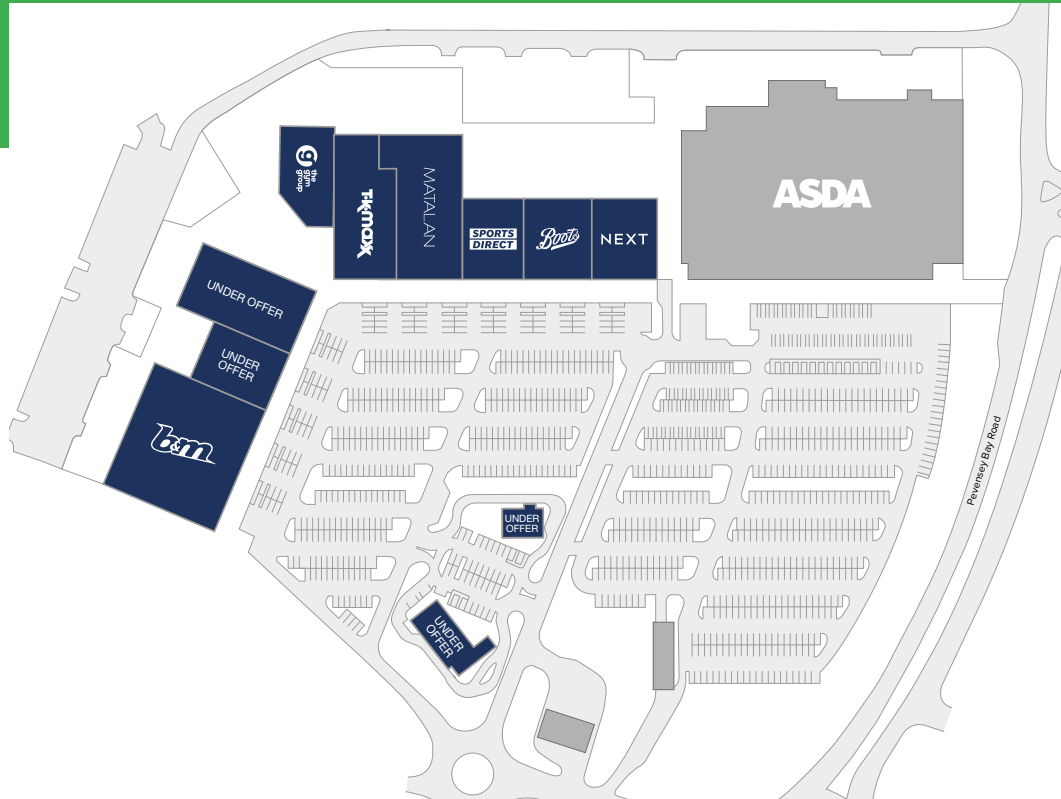 ASDA
the
gym
group
TK maxx
MATALAN
SPORTS
DIRECT
Boots
NEXT
UNDER OFFER
UNDER
OFFER
b&m
UNDER
OFFER
UNDER
OFFER
Pevensey Bay Road